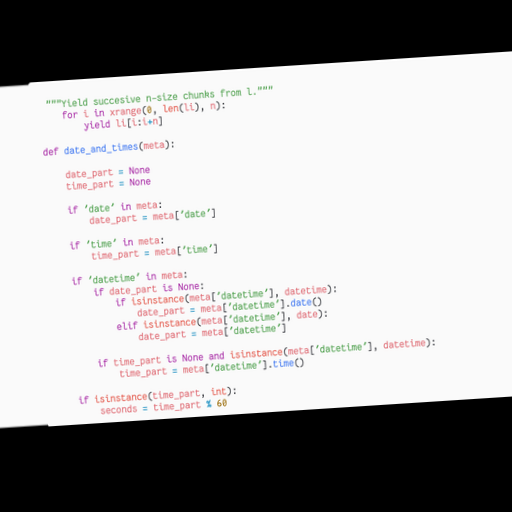 """Yield succesive n-size chunks from l."""
for i in xrange(0, len(li), n):
yield li[i:i+n]
def date_and_times(meta):
date_part = None
time_part = None
if 'date' in meta:
date_part = meta['date']
if 'time' in meta:
time_part = meta['time']
if 'datetime' in meta:
if date_part is None:
if isinstance(meta['datetime'], datetime):
date_part = meta['datetime'].date()
elif isinstance(meta['datetime'], date):
date_part = meta['datetime']
if time_part is None and isinstance(meta['datetime'], datetime):
time_part = meta['datetime'].time()
if isinstance(time_part, int):
seconds = time_part % 60